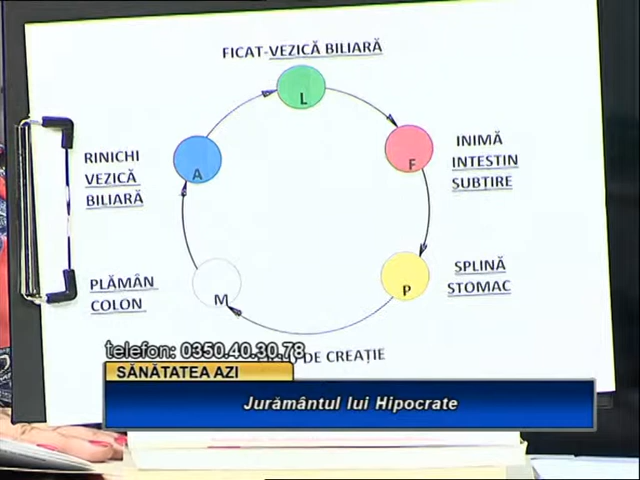 FICAT-VEZICĂ BILIARĂ
L
F
INIMĂ
INTESTIN
SUBȚIRE
RINICHI
VEZICĂ
BILIARĂ
A
SPLINĂ
STOMAC
P
PLĂMÂN
COLON
M
DE CREAȚIE
telefon: 0350.40.30.78
SĂNĂTATEA AZI
Jurământul lui Hipocrate